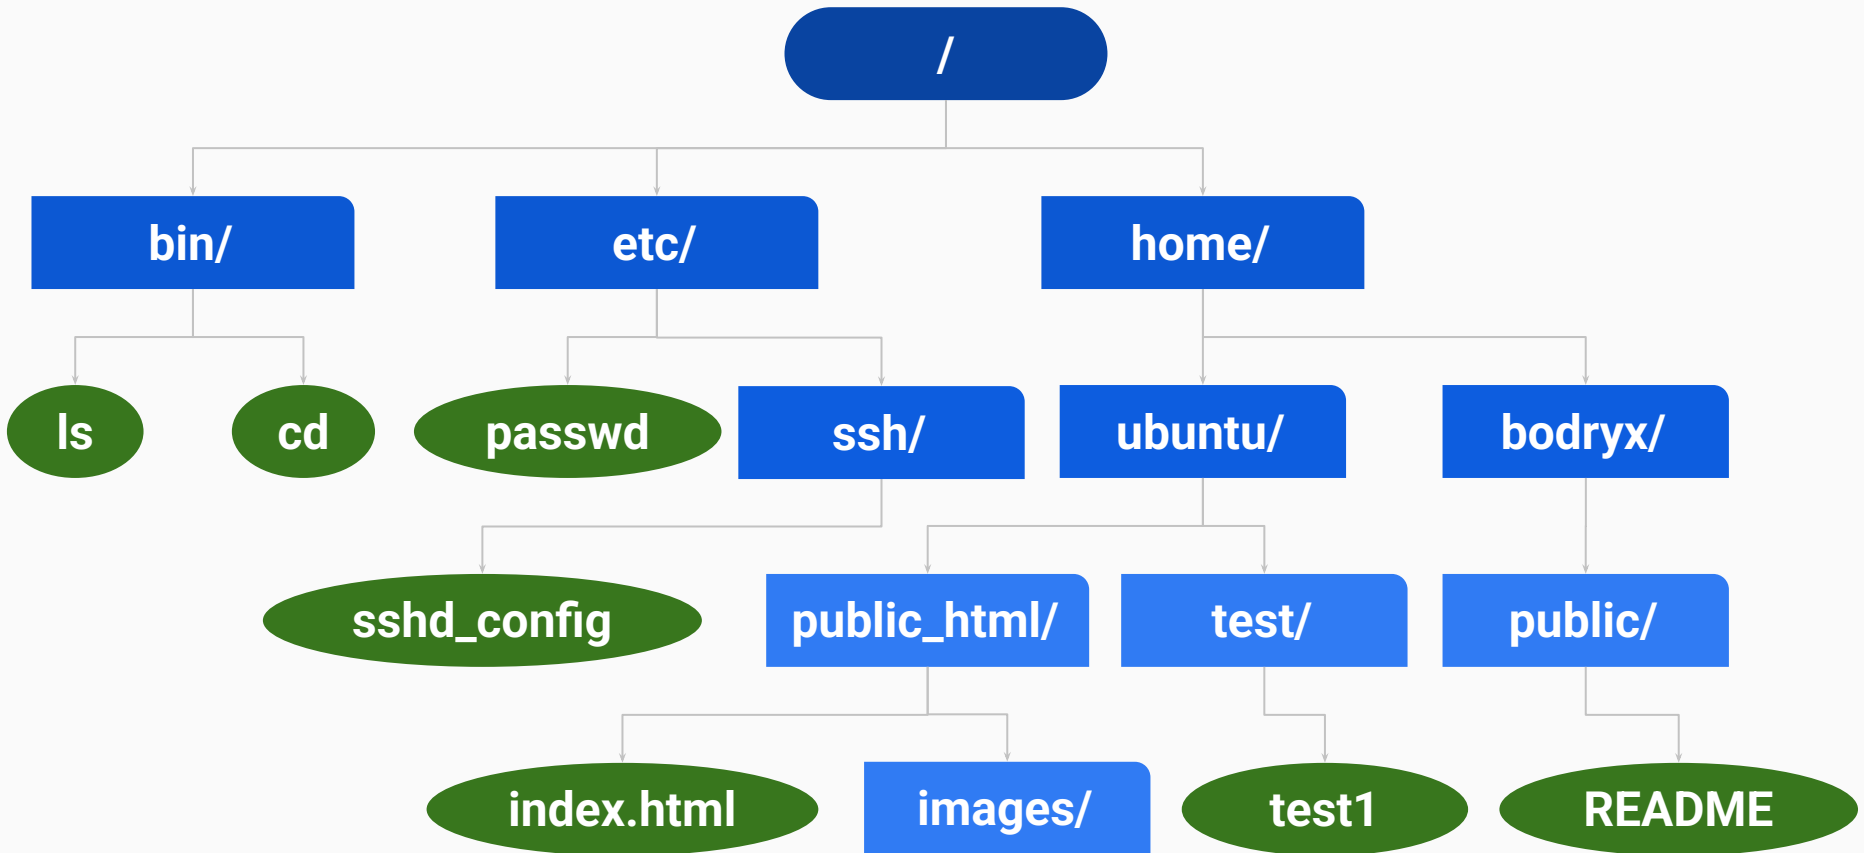 /
bin/
etc/
home/
ls
cd
passwd
ssh/
ubuntu/
bodryx/
sshd_config
public_html/
test/
public/
index.html
images/
test1
README